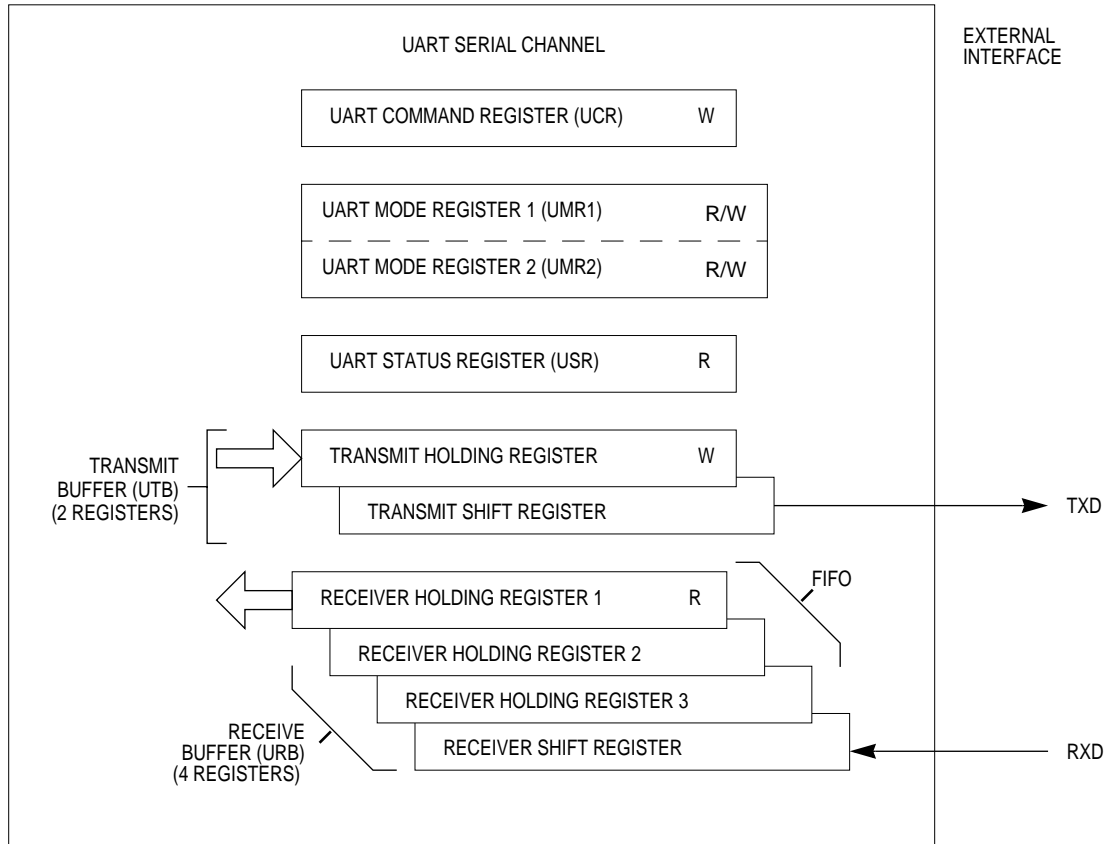 UART SERIAL CHANNEL
EXTERNAL
INTERFACE
UART COMMAND REGISTER (UCR) W
UART MODE REGISTER 1 (UMR1) R/W
UART MODE REGISTER 2 (UMR2) R/W
UART STATUS REGISTER (USR) R
TRANSMIT
BUFFER (UTB)
(2 REGISTERS)
TRANSMIT HOLDING REGISTER W
TRANSMIT SHIFT REGISTER
TXD
FIFO
RECEIVER HOLDING REGISTER 1 R
RECEIVER HOLDING REGISTER 2
RECEIVER HOLDING REGISTER 3
RECEIVER SHIFT REGISTER
RECEIVE
BUFFER (URB)
(4 REGISTERS)
RXD